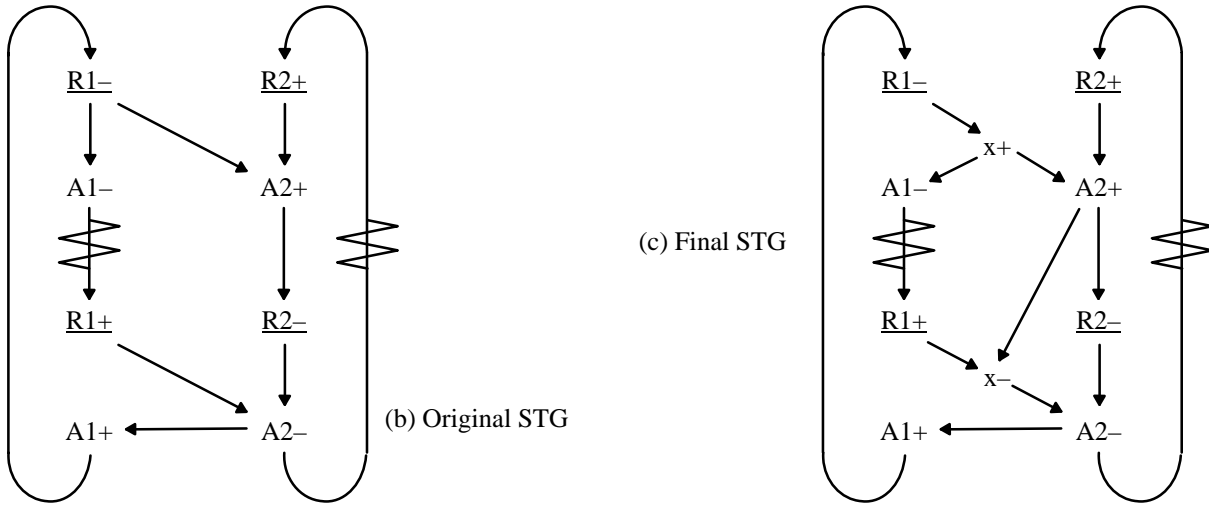 R1– R2+ R1– R2+
x+
A1– A2+ A1– A2+
(c) Final STG
R1+ R2– R1+ R2–
x–
(b) Original STG
A1+ A2– A1+ A2–